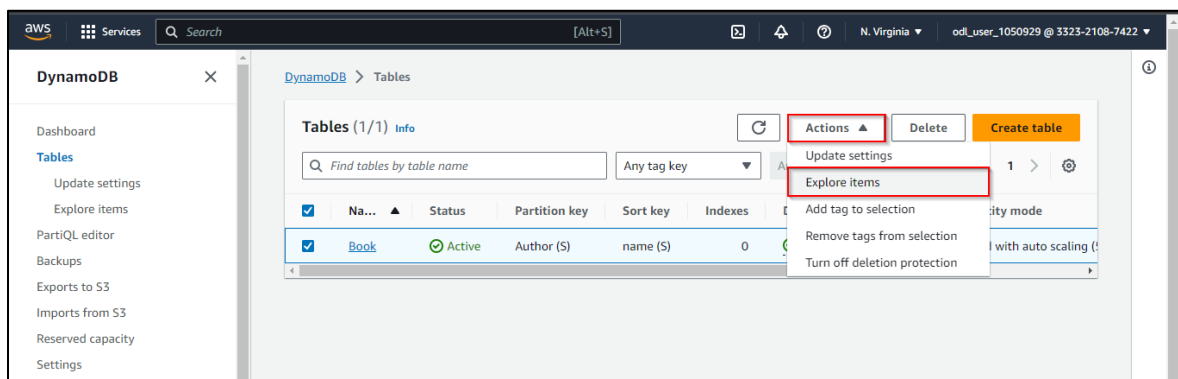 aws Services Search [Alt+S] N. Virginia ▼ odl_user_1050929 @ 3323-2108-7422 ▼
DynamoDB
Dashboard
Tables
Update settings
Explore items
PartiQL editor
Backups
Exports to S3
Imports from S3
Reserved capacity
Settings
DynamoDB > Tables
Tables (1/1) Info
Actions ▲ Delete Create table
Find tables by table name Any tag key ▼ 1 >
Na... ▲ Status Partition key Sort key Indexes
Book Active Author (S) name (S) 0 with auto scaling (
Update settings
Explore items
Add tag to selection
Remove tags from selection
Turn off deletion protection